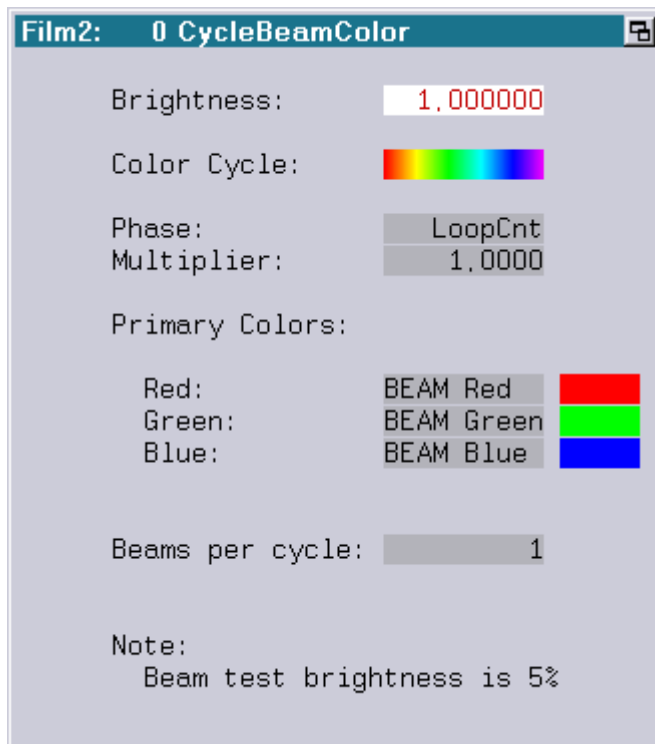 Film2: 0 CycleBeamColor
Brightness: 1,000000
Color Cycle:
Phase: LoopCnt
Multiplier: 1,0000
Primary Colors:
Red: BEAM Red
Green: BEAM Green
Blue: BEAM Blue
Beams per cycle: 1
Note:
Beam test brightness is 5%